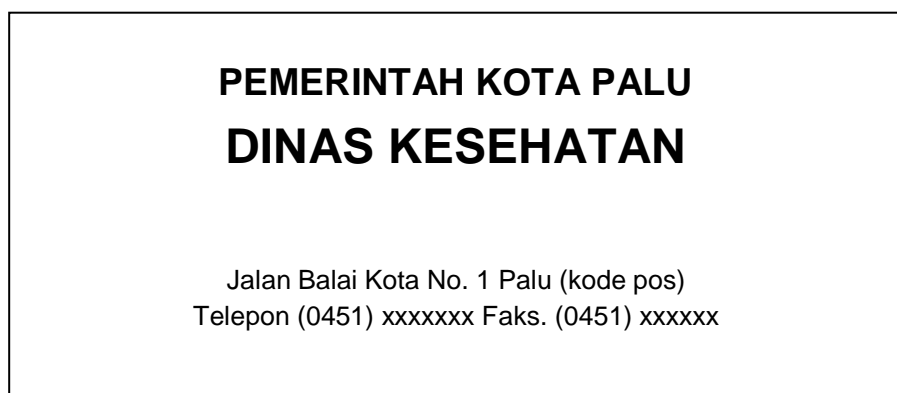 PEMERINTAH KOTA PALU
DINAS KESEHATAN
Jalan Balai Kota No. 1 Palu (kode pos)
Telepon (0451) xxxxxxx Faks. (0451) xxxxxx